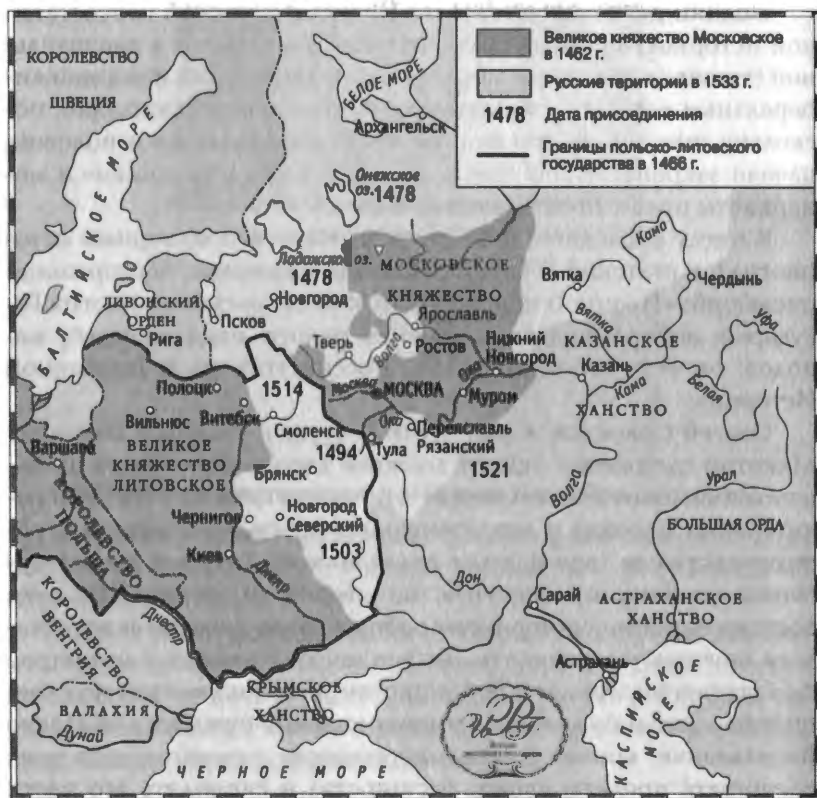 Великое княжество Московское
в 1462 г.
Русские территории в 1533 г.
1478
Дата присоединения
Границы польско-литовского
государства в 1466 г.
КОРОЛЕВСТВО
ШВЕЦИЯ
БЕЛОЕ МОРЕ
Архангельск
Онежское
оз. 1478
БАЛТИЙСКОЕ МОРЕ
Ладожское оз.
1478
Новгород
МОСКОВСКОЕ
КНЯЖЕСТВО
Кама
Вятка
Чердынь
ЛИВОНСКИЙ
ОРДЕН
Рига
Псков
Ярославль
Волга
Тверь
Ростов
Нижний
Новгород
Вятка
КАЗАНСКОЕ
Уфа
Казань
Кама
Белая
ХАНСТВО
Полоцк
1514
Москва
МОСКВА
Ока
Муром
Вильнюс
Витебск
Смоленск
Ока
Переяславль
Рязанский
1494
Тула
1521
Варшава
ВЕЛИКОЕ
КНЯЖЕСТВО
ЛИТОВСКОЕ
Брянск
Волга
Урал
КОРОЛЕВСТВО
ПОЛЬША
Чернигов
Новгород
Северский
БОЛЬШАЯ ОРДА
Киев
1503
Днепр
Дон
Сарай
АСТРАХАНСКОЕ
ХАНСТВО
КОРОЛЕВСТВО
ВЕНГРИЯ
Днестр
Астрахань
КРЫМСКОЕ
ХАНСТВО
ВАЛАХИЯ
Дунай
КАСПИЙСКОЕ
МОРЕ
ЧЕРНОЕ МОРЕ